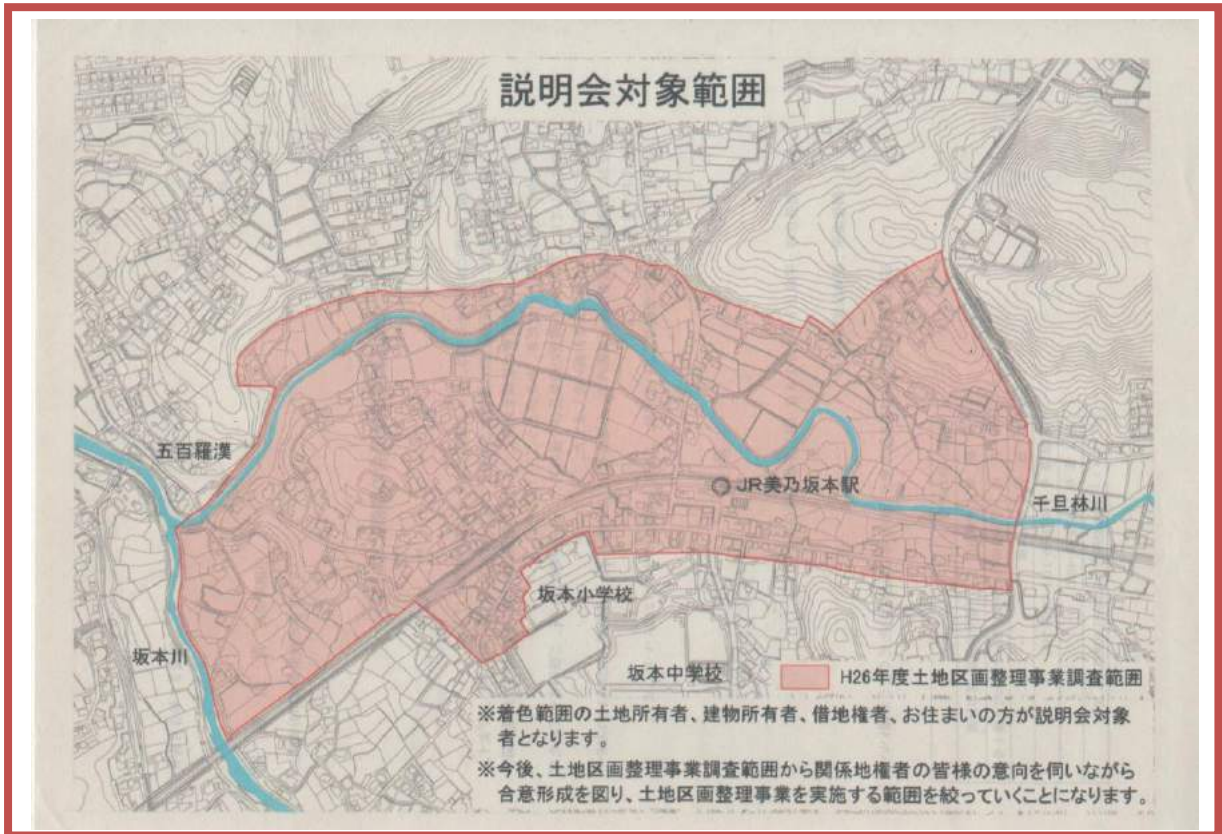 説明会対象範囲
五百羅漢
JR美乃坂本駅
千旦林川
坂本小学校
坂本川
坂本中学校
H26年度土地区画整理事業調査範囲
※着色範囲の土地所有者、建物所有者、借地権者、お住まいの方が説明会対象
者となります。
※今後、土地区画整理事業調査範囲から関係地権者の皆様の意向を伺いながら
合意形成を図り、土地区画整理事業を実施する範囲を絞っていくことになります。